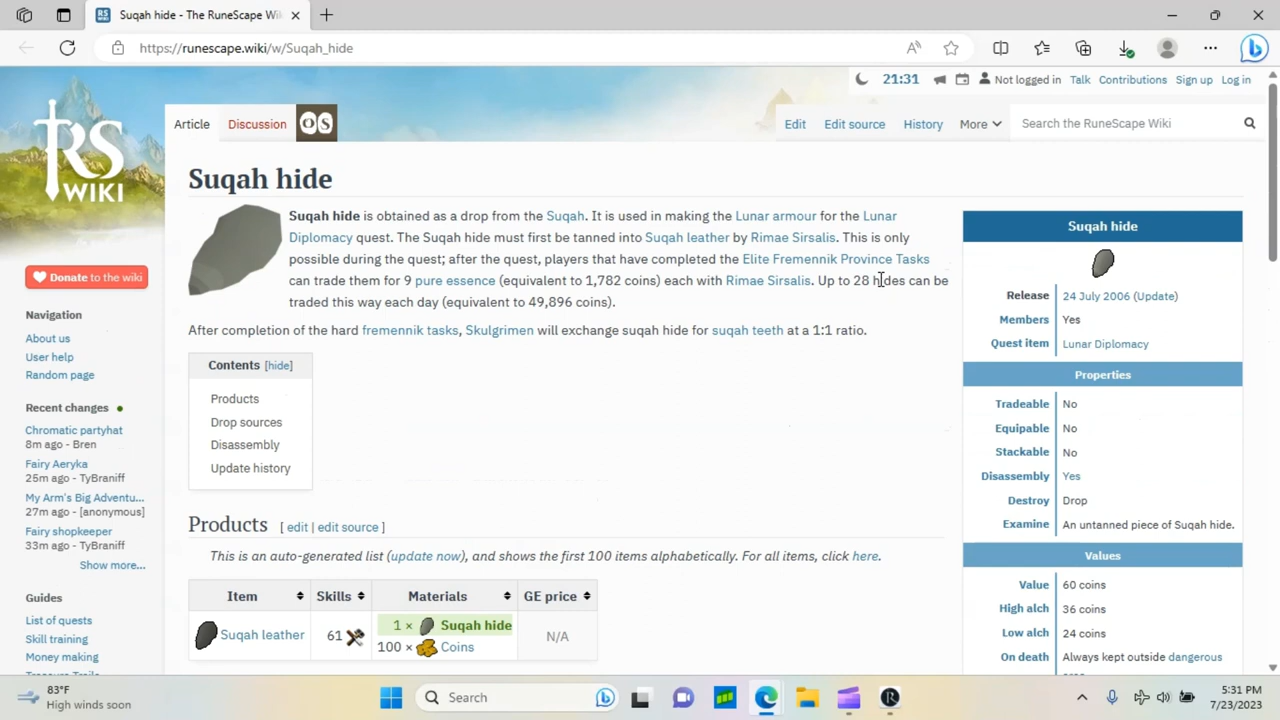 Suqah hide - The RuneScape Wi
https://runescape.wiki/w/Suqah_hide
21:31
Not logged in
Talk
Contributions
Sign up
Log in
RS
WIKI
Article
Discussion
OS
Edit
Edit source
History
More
Search the RuneScape Wiki
Suqah hide
Suqah hide is obtained as a drop from the Suqah. It is used in making the Lunar armour for the Lunar
Diplomacy quest. The Suqah hide must first be tanned into Suqah leather by Rimae Sirsalis. This is only
possible during the quest; after the quest, players that have completed the Elite Fremennik Province Tasks
can trade them for 9 pure essence (equivalent to 1,782 coins) each with Rimae Sirsalis. Up to 28 hides can be
traded this way each day (equivalent to 49,896 coins).
After completion of the hard fremennik tasks, Skulgrimen will exchange suqah hide for suqah teeth at a 1:1 ratio.
Contents [hide]
Products
Drop sources
Disassembly
Update history
Products [ edit | edit source ]
This is an auto-generated list (update now), and shows the first 100 items alphabetically. For all items, click here.
Item Skills Materials GE price
Suqah leather 61 1 × Suqah hide N/A
100 × Coins
Suqah hide
Release 24 July 2006 (Update)
Members Yes
Quest item Lunar Diplomacy
Properties
Tradeable No
Equipable No
Stackable No
Disassembly Yes
Destroy Drop
Examine An untanned piece of Suqah hide.
Values
Value 60 coins
High alch 36 coins
Low alch 24 coins
On death Always kept outside dangerous
Donate to the wiki
Navigation
About us
User help
Random page
Recent changes
Chromatic partyhat
8m ago - Bren
Fairy Aeryka
25m ago - TyBraniff
My Arm's Big Adventu...
27m ago - [anonymous]
Fairy shopkeeper
33m ago - TyBraniff
Show more...
Guides
List of quests
Skill training
Money making
83°F
High winds soon
Search
5:31 PM
7/23/2023